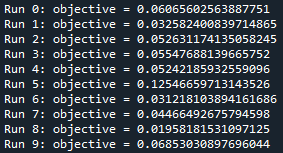 Run 0: objective = 0.06065602563887751
Run 1: objective = 0.032582400839714865
Run 2: objective = 0.052631174135058245
Run 3: objective = 0.05547688139665752
Run 4: objective = 0.05242185932559096
Run 5: objective = 0.12546659713143526
Run 6: objective = 0.031218103894161686
Run 7: objective = 0.04466492675794598
Run 8: objective = 0.01958181531097125
Run 9: objective = 0.06853030897696044